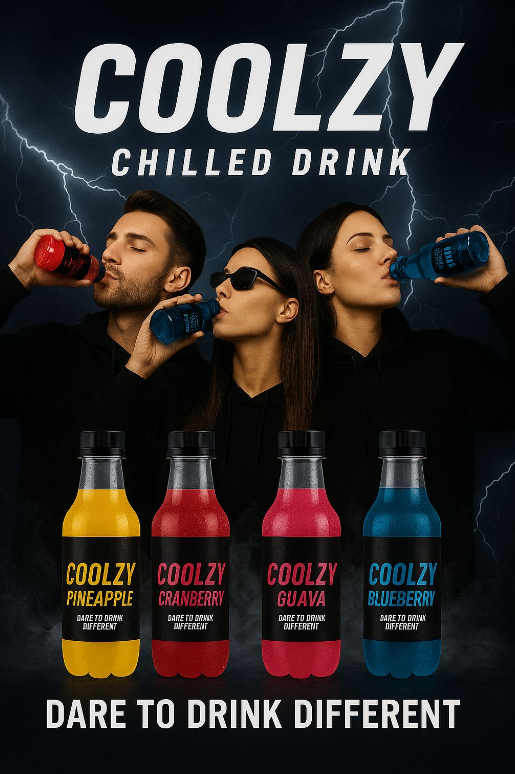 COOLZY
CHILLED DRINK
COOLZY
PINEAPPLE
DARE TO DRINK
DIFFERENT
COOLZY
CRANBERRY
DARE TO DRINK
DIFFERENT
COOLZY
GUAVA
DARE TO DRINK
DIFFERENT
COOLZY
BLUEBERRY
DARE TO DRINK
DIFFERENT
DARE TO DRINK DIFFERENT